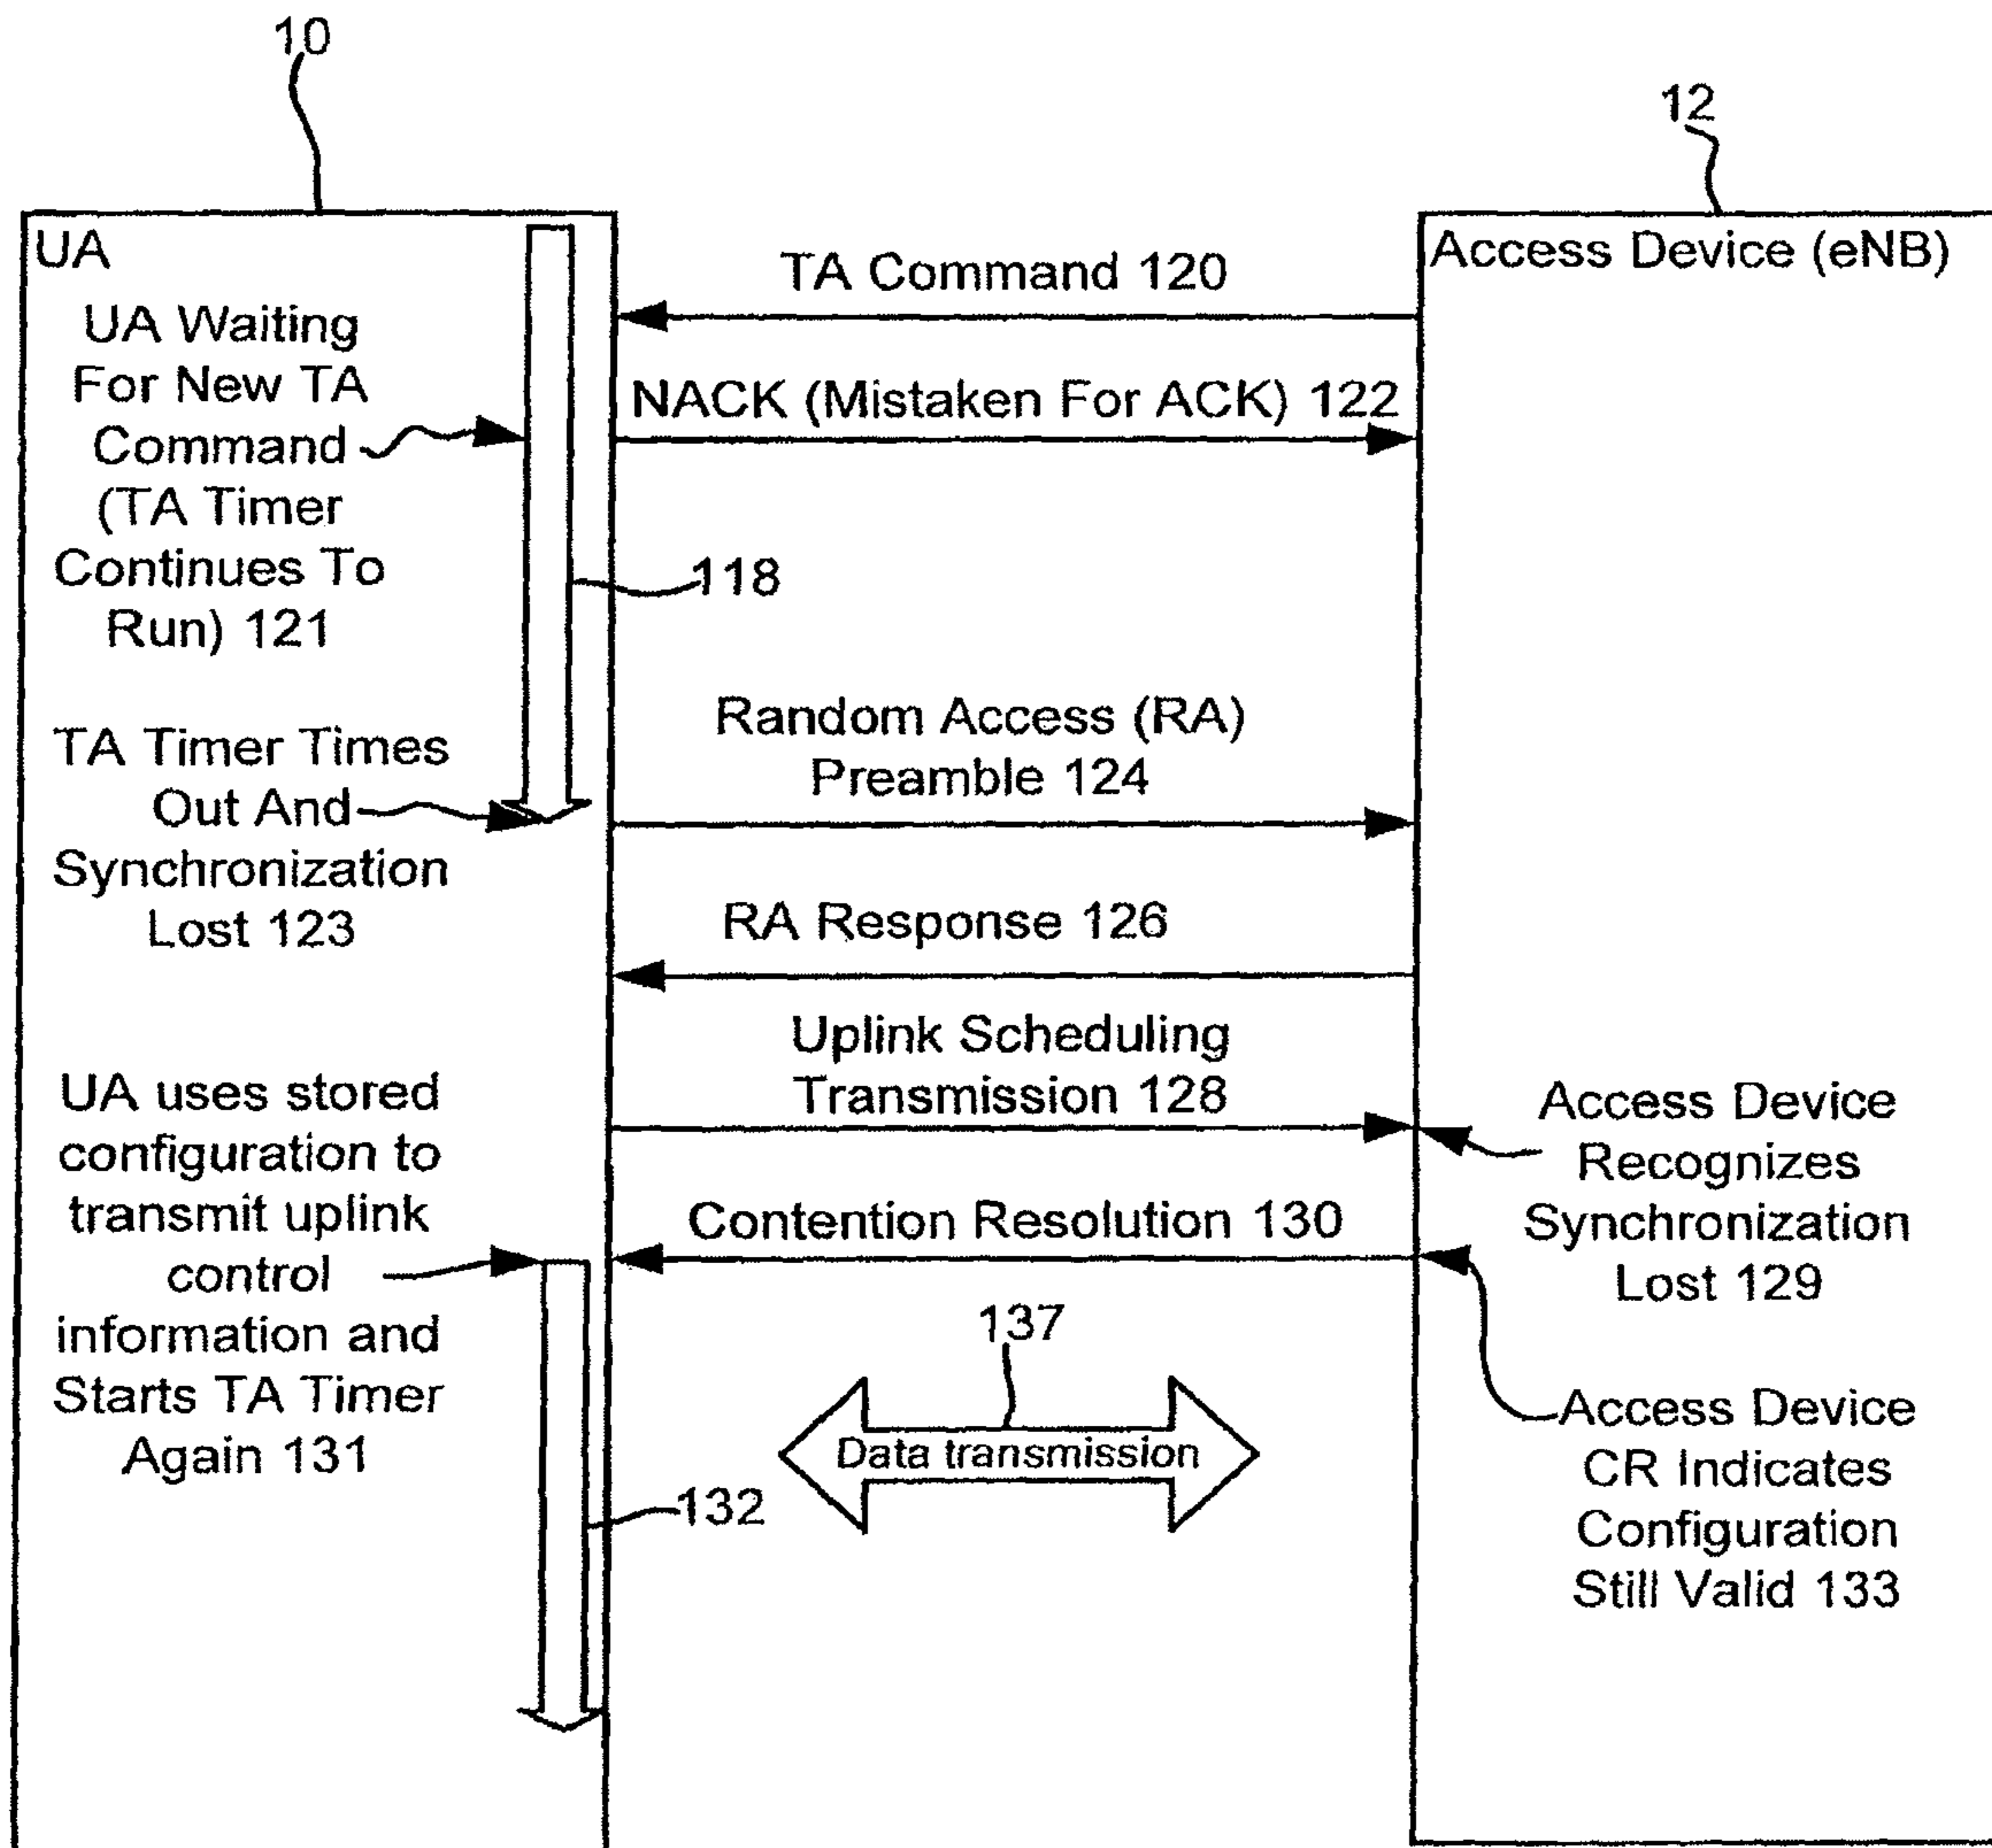 10
12
UA
Access Device (eNB)
TA Command 120
UA Waiting
For New TA
Command
(TA Timer
Continues To
Run) 121
NACK (Mistaken For ACK) 122
118
Random Access (RA)
Preamble 124
TA Timer Times
Out And
Synchronization
Lost 123
RA Response 126
Uplink Scheduling
Transmission 128
Access Device
Recognizes
Synchronization
Lost 129
UA uses stored
configuration to
transmit uplink
control
information and
Starts TA Timer
Again 131
Contention Resolution 130
137
Data transmission
132
Access Device
CR Indicates
Configuration
Still Valid 133